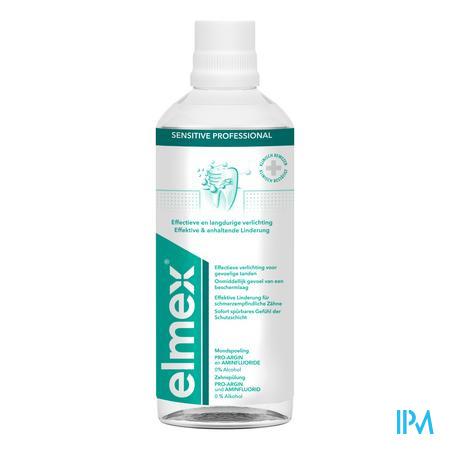 SENSITIVE PROFESSIONAL
KLINISCH BEWEZEN
Effectieve en langdurige verlichting
Effektive & anhaltende Linderung
elmex®
Effectieve verlichting voor
gevoelige tanden
Onmiddellijk gevoel van een
beschermlaag
Effektive Linderung für
schmerzempfindliche Zähne
Sofort spürbares Gefühl der
Schutzschicht
Mondspoeling
PRO-ARGIN
en AMINFLUORIDE
0% Alcohol
Zahnspülung
PRO-ARGIN
und AMINFLUORID
0 % Alkohol
IPM